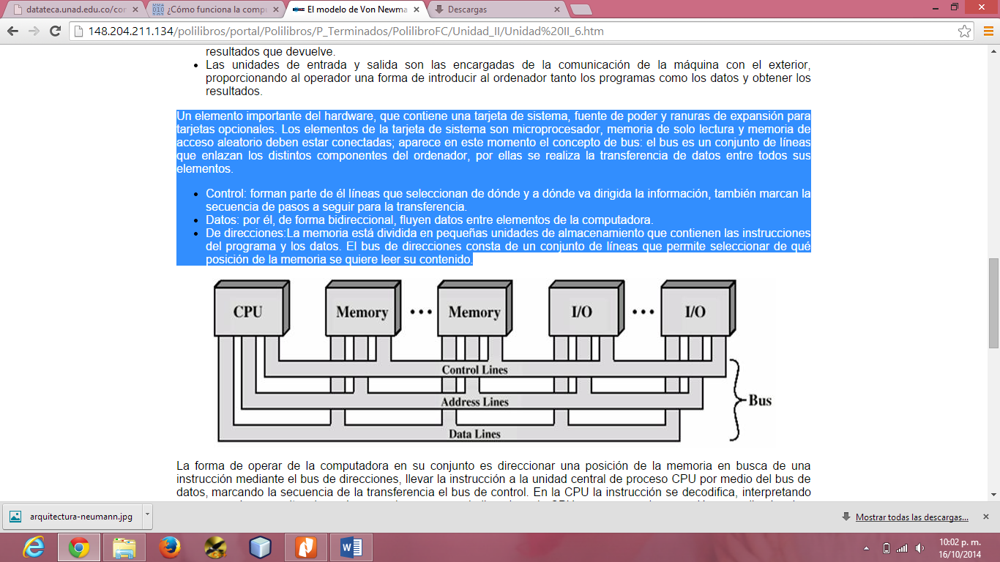 datateca.unad.edu.co/con
¿Cómo funciona la compu
El modelo de Von Newma
Descargas
148.204.211.134/polilibros/portal/Polilibros/P_Terminados/PolilibroFC/Unidad_II/Unidad%20II_6.htm
resultados que devuelve.
Las unidades de entrada y salida son las encargadas de la comunicación de la máquina con el exterior,
proporcionando al operador una forma de introducir al ordenador tanto los programas como los datos y obtener los
resultados.
Un elemento importante del hardware, que contiene una tarjeta de sistema, fuente de poder y ranuras de expansión para
tarjetas opcionales. Los elementos de la tarjeta de sistema son microprocesador, memoria de solo lectura y memoria de
acceso aleatorio deben estar conectadas; aparece en este momento el concepto de bus: el bus es un conjunto de líneas
que enlazan los distintos componentes del ordenador, por ellas se realiza la transferencia de datos entre todos sus
elementos.
Control: forman parte de él líneas que seleccionan de dónde y a dónde va dirigida la información, también marcan la
secuencia de pasos a seguir para la transferencia.
Datos: por él, de forma bidireccional, fluyen datos entre elementos de la computadora.
De direcciones:La memoria está dividida en pequeñas unidades de almacenamiento que contienen las instrucciones
del programa y los datos. El bus de direcciones consta de un conjunto de líneas que permite seleccionar de qué
posición de la memoria se quiere leer su contenido.
CPU Memory ••• Memory I/O ••• I/O
Control Lines
Address Lines
Bus
Data Lines
La forma de operar de la computadora en su conjunto es direccionar una posición de la memoria en busca de una
instrucción mediante el bus de direcciones, llevar la instrucción a la unidad central de proceso CPU por medio del bus de
datos, marcando la secuencia de la transferencia el bus de control. En la CPU la instrucción se decodifica, interpretando
arquitectura-neumann.jpg
Mostrar todas las descargas...
10:02 p. m.
16/10/2014